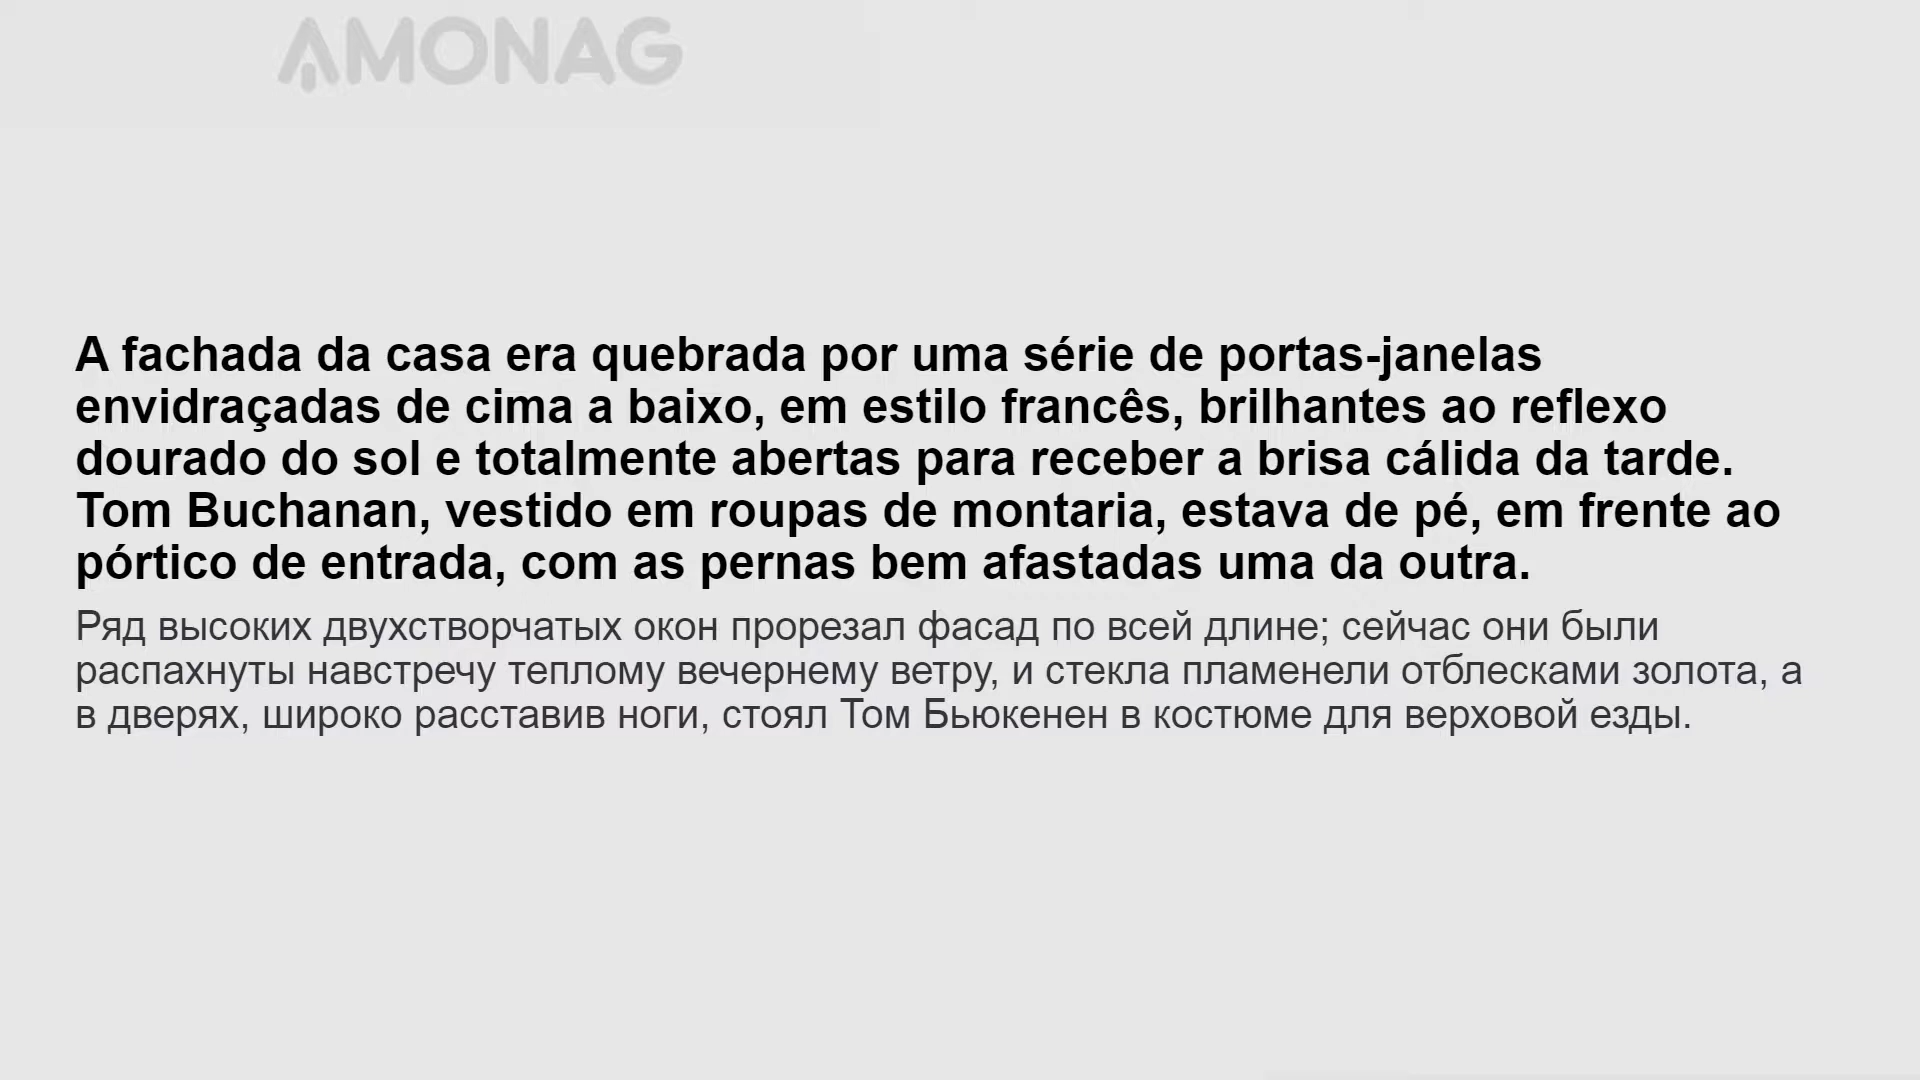 AMONAG
A fachada da casa era quebrada por uma série de portas-janelas
envidraçadas de cima a baixo, em estilo francês, brilhantes ao reflexo
dourado do sol e totalmente abertas para receber a brisa cálida da tarde.
Tom Buchanan, vestido em roupas de montaria, estava de pé, em frente ao
pórtico de entrada, com as pernas bem afastadas uma da outra.
Ряд высоких двухстворчатых окон прорезал фасад по всей длине; сейчас они были
распахнуты навстречу теплому вечернему ветру, и стекла пламенели отблесками золота, а
в дверях, широко расставив ноги, стоял Том Бьюкенен в костюме для верховой езды.